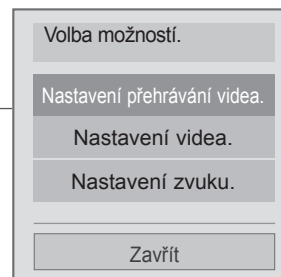 Volba možností.
Nastavení přehrávání videa.
Nastavení videa.
Nastavení zvuku.
Zavřít